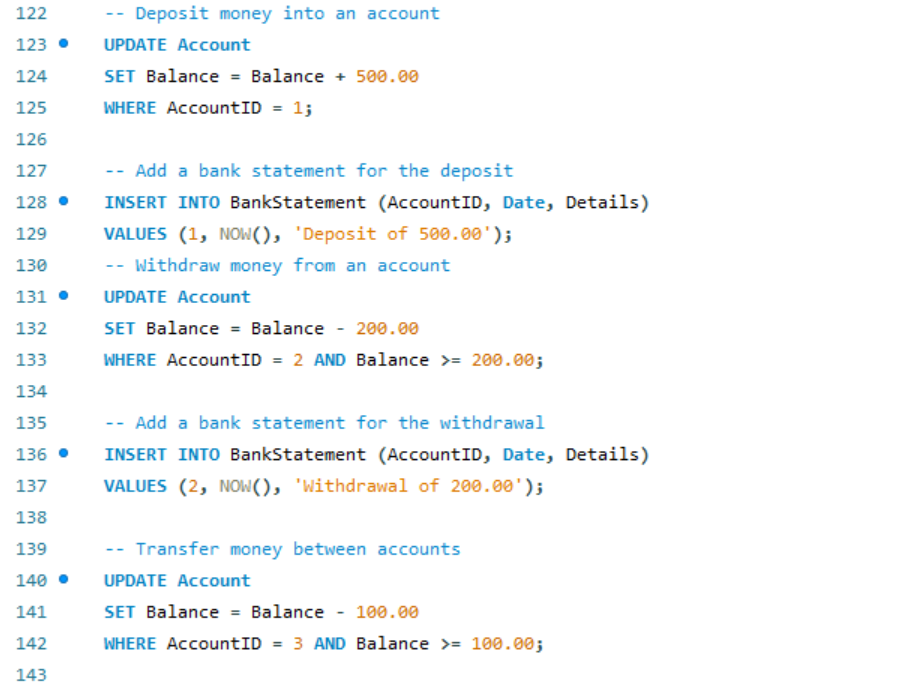 122 -- Deposit money into an account
123 UPDATE Account
124 SET Balance = Balance + 500.00
125 WHERE AccountID = 1;
126
127 -- Add a bank statement for the deposit
128 INSERT INTO BankStatement (AccountID, Date, Details)
129 VALUES (1, NOW(), 'Deposit of 500.00');
130 -- Withdraw money from an account
131 UPDATE Account
132 SET Balance = Balance - 200.00
133 WHERE AccountID = 2 AND Balance >= 200.00;
134
135 -- Add a bank statement for the withdrawal
136 INSERT INTO BankStatement (AccountID, Date, Details)
137 VALUES (2, NOW(), 'Withdrawal of 200.00');
138
139 -- Transfer money between accounts
140 UPDATE Account
141 SET Balance = Balance - 100.00
142 WHERE AccountID = 3 AND Balance >= 100.00;
143